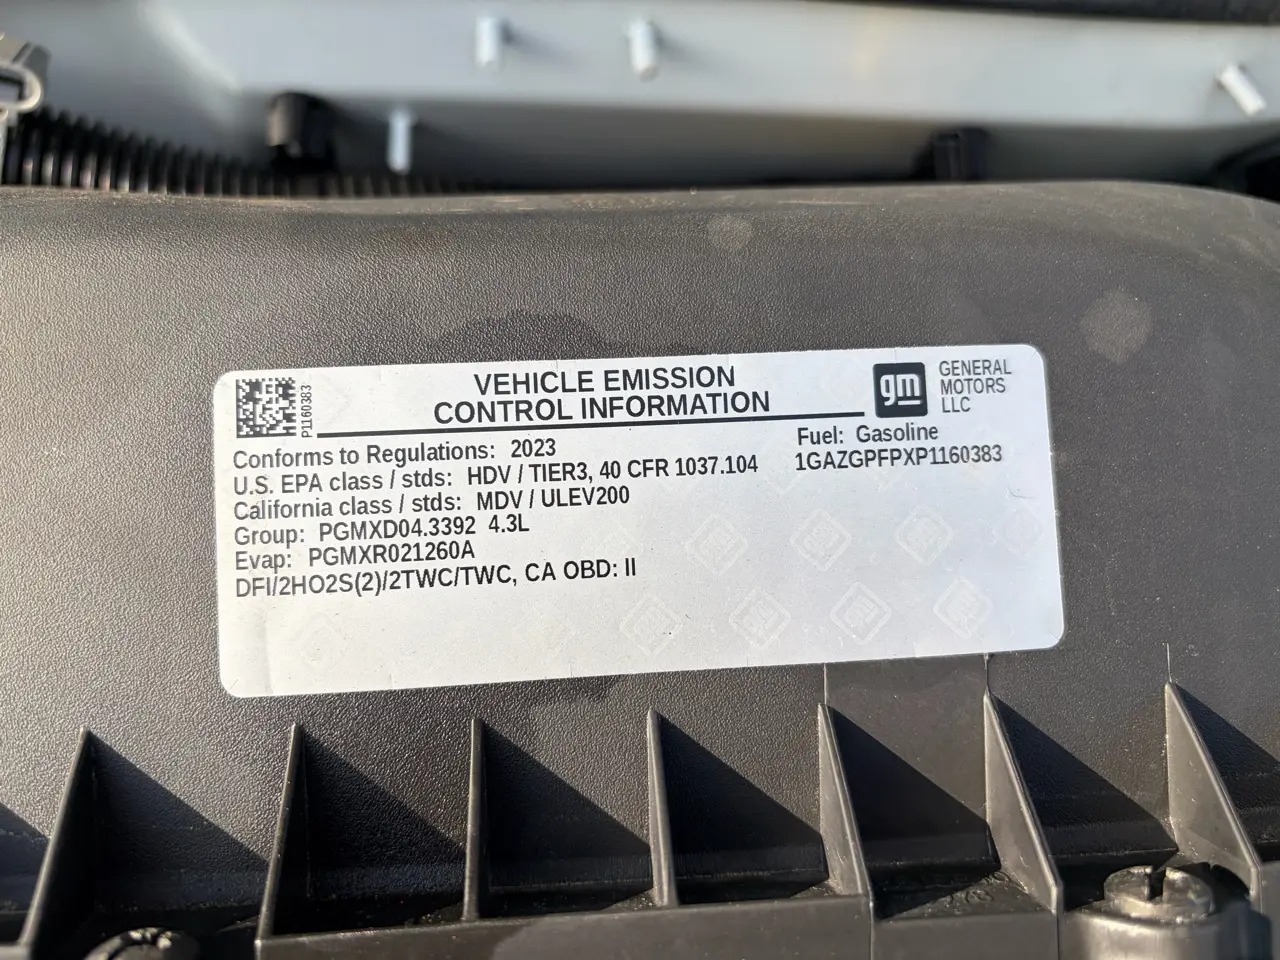 P1160383
VEHICLE EMISSION
CONTROL INFORMATION
gm
GENERAL
MOTORS
LLC
Conforms to Regulations: 2023
Fuel: Gasoline
U.S. EPA class / stds: HDV / TIER3, 40 CFR 1037.104
1GAZGPFPXP1160383
California class / stds: MDV / ULEV200
Group: PGMXD04.3392 4.3L
Evap: PGMXR021260A
DFI/2HO2S(2)/2TWC/TWC, CA OBD: II